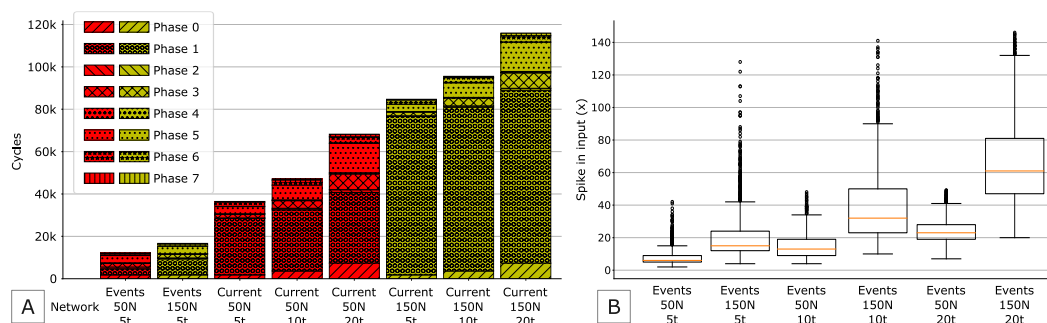 120k
100k
80k
60k
40k
20k
0
Cycles
Phase 0
Phase 1
Phase 2
Phase 3
Phase 4
Phase 5
Phase 6
Phase 7
A
Network
Events 50N 5t
Events 150N 5t
Current 50N 5t
Current 50N 10t
Current 50N 20t
Current 150N 5t
Current 150N 10t
Current 150N 20t
140
120
100
80
60
40
20
0
Spike in input (x)
B
Events 50N 5t
Events 150N 5t
Events 50N 10t
Events 150N 10t
Events 50N 20t
Events 150N 20t